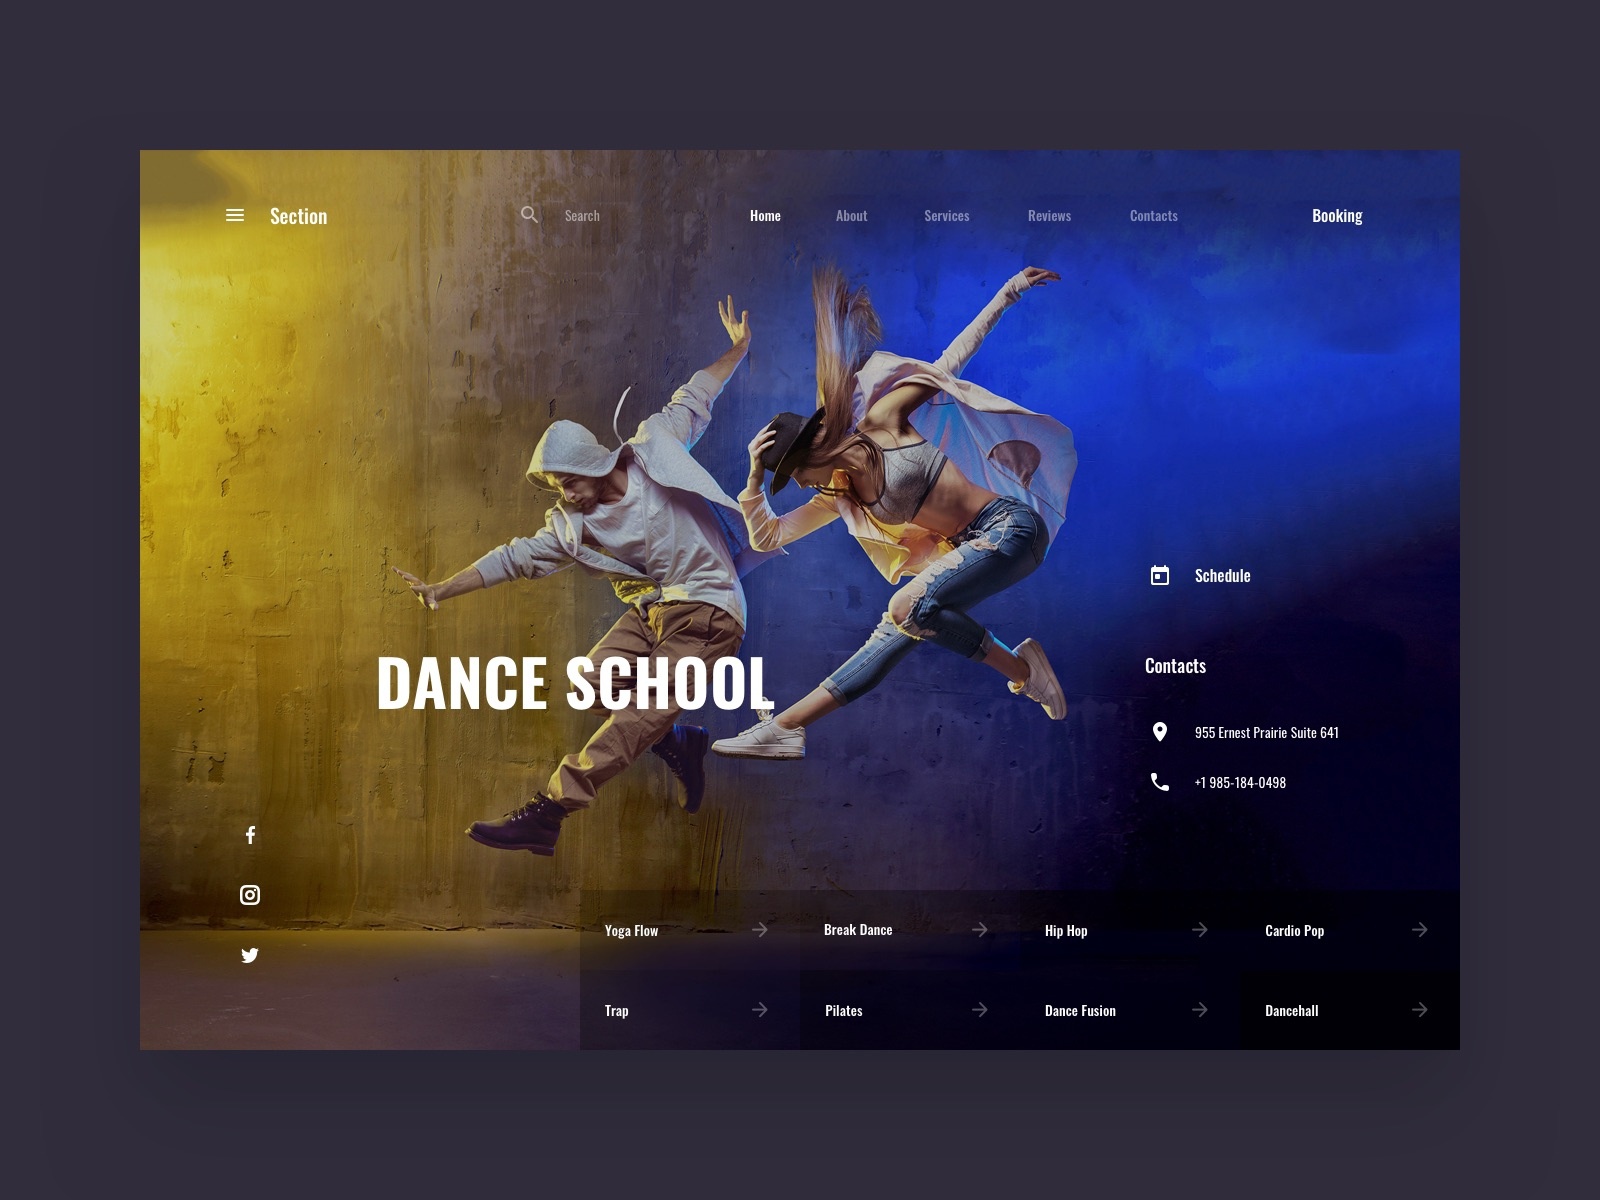 Section
Search
Home
About
Services
Reviews
Contacts
Booking
Schedule
DANCE SCHOOL
Contacts
955 Ernest Prairie Suite 641
+1 985-184-0498
Yoga Flow
Break Dance
Hip Hop
Cardio Pop
Trap
Pilates
Dance Fusion
Dancehall